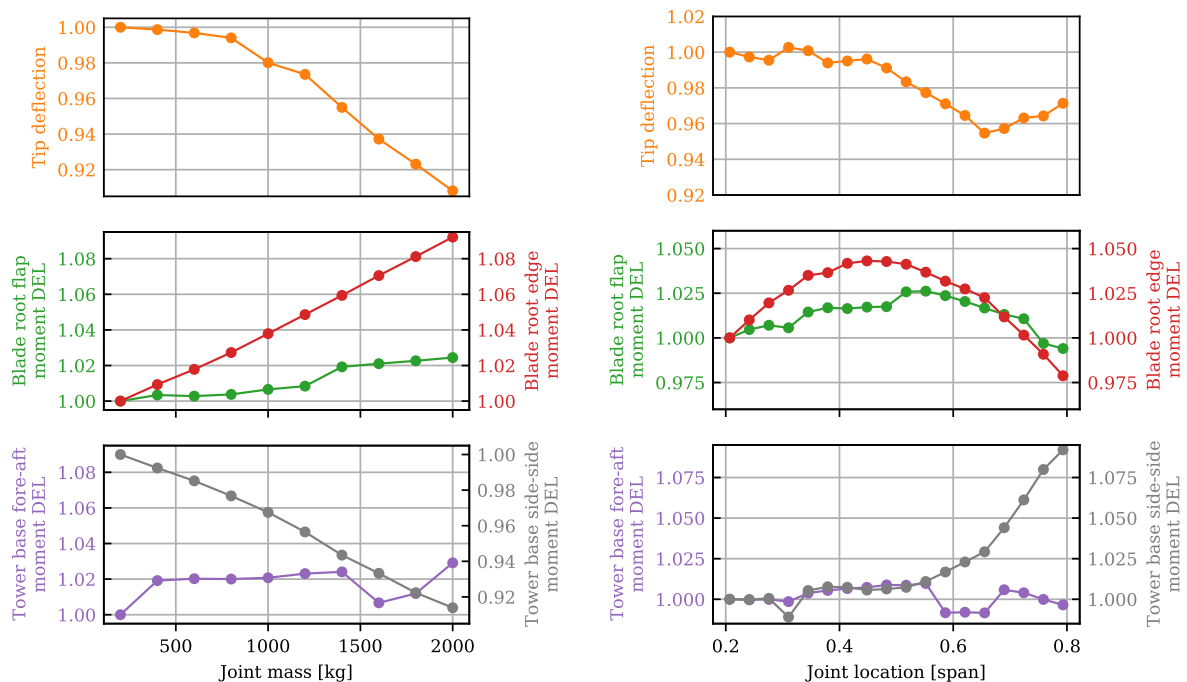 1.00
0.98
0.96
0.94
0.92
Tip deflection
1.02
1.00
0.98
0.96
0.94
0.92
Tip deflection
1.08
1.06
1.04
1.02
1.00
Blade root flap
moment DEL
1.08
1.06
1.04
1.02
1.00
Blade root edge
moment DEL
1.050
1.025
1.000
0.975
Blade root flap
moment DEL
1.050
1.025
1.000
0.975
Blade root edge
moment DEL
1.08
1.06
1.04
1.02
1.00
Tower base fore-aft
moment DEL
1.00
0.98
0.96
0.94
0.92
Tower base side-side
moment DEL
500
1000
1500
2000
Joint mass [kg]
1.075
1.050
1.025
1.000
Tower base fore-aft
moment DEL
1.075
1.050
1.025
1.000
Tower base side-side
moment DEL
0.2
0.4
0.6
0.8
Joint location [span]